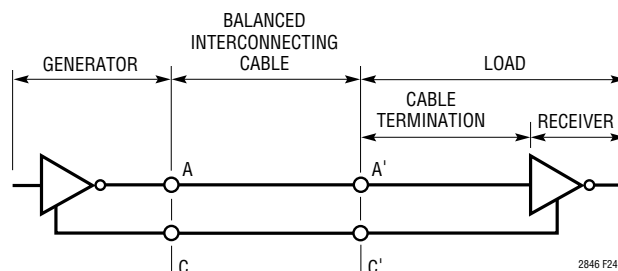 BALANCED
INTERCONNECTING
CABLE
GENERATOR
LOAD
CABLE
TERMINATION
RECEIVER
A
A'
C
C'
2846 F24